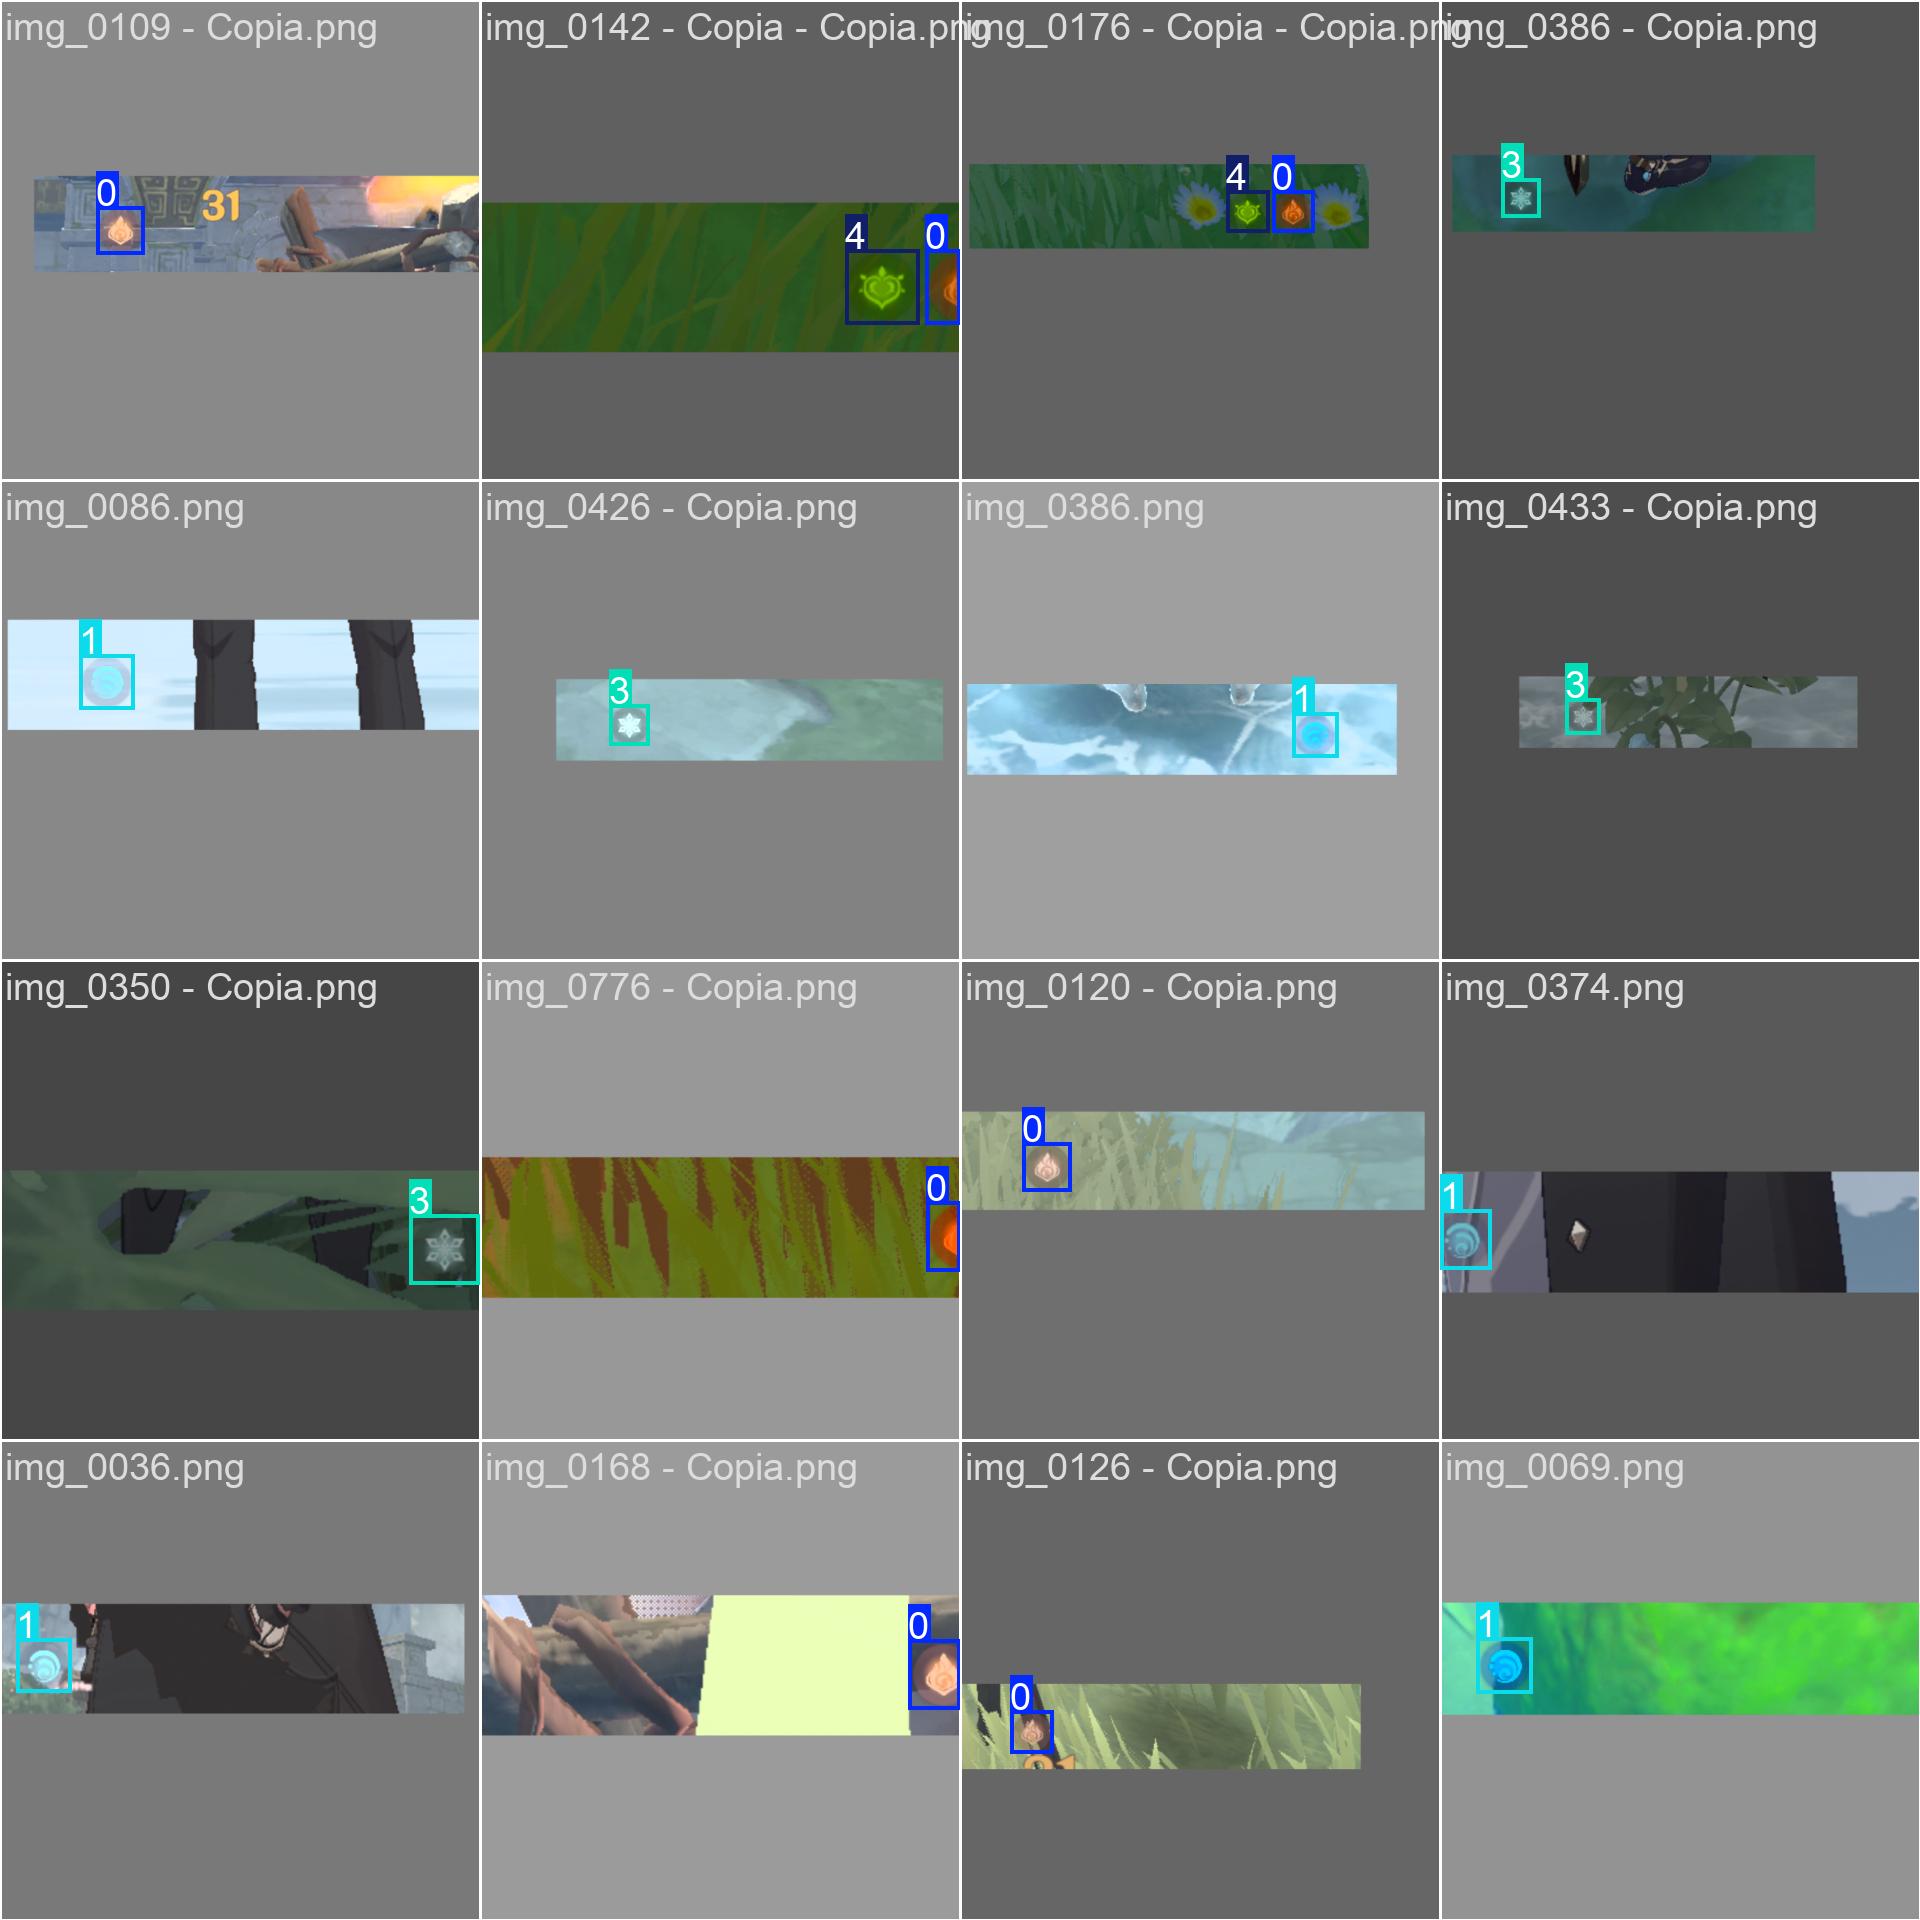 img_0109 - Copia.png
img_0142 - Copia - Copia.png
img_0176 - Copia - Copia.png
img_0386 - Copia.png
0
31
4
0
4
0
3
img_0086.png
img_0426 - Copia.png
img_0386.png
img_0433 - Copia.png
1
3
1
3
img_0350 - Copia.png
img_0776 - Copia.png
img_0120 - Copia.png
img_0374.png
3
0
0
1
img_0036.png
img_0168 - Copia.png
img_0126 - Copia.png
img_0069.png
1
0
0
1